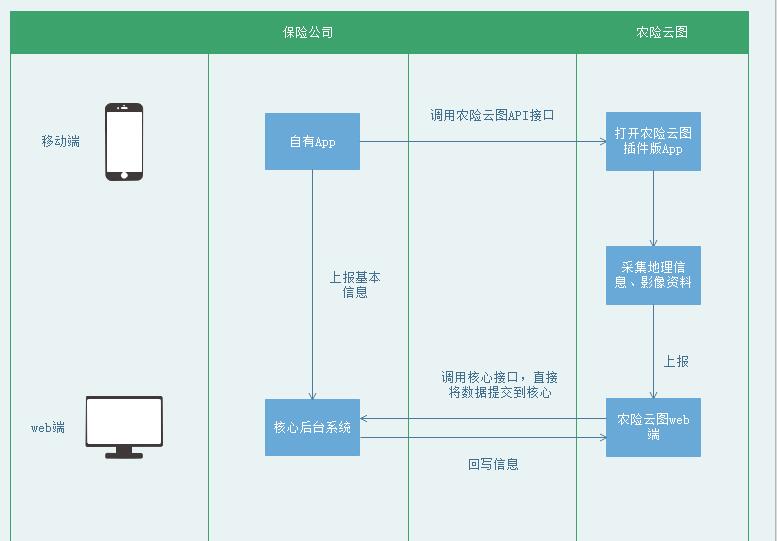 保险公司
农险云图
移动端
自有App
调用农险云图API接口
打开农险云图
插件版App
上报基本
信息
采集地理信
息、影像资料
上报
调用核心接口，直接
将数据提交到核心
web端
核心后台系统
农险云图web
端
回写信息